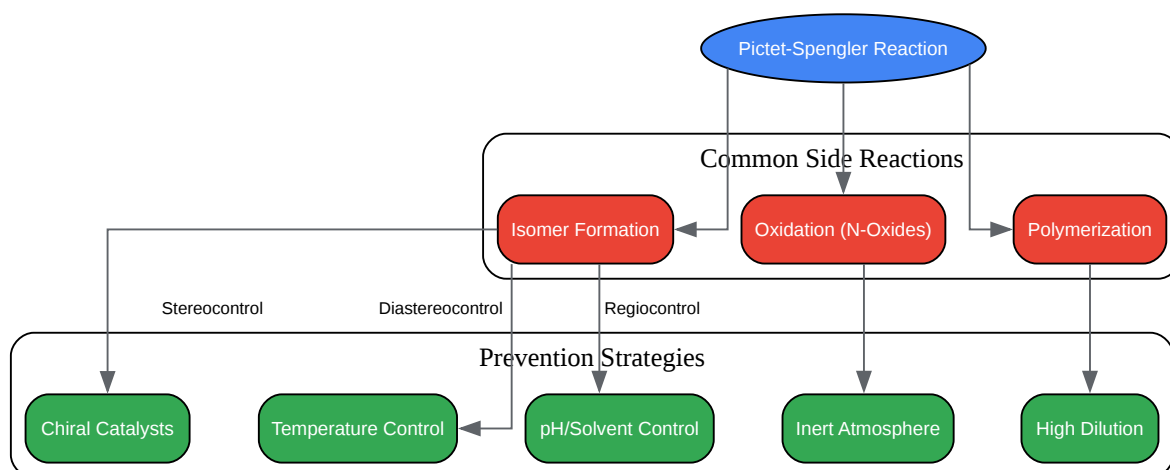 Pictet-Spengler Reaction
Common Side Reactions
Isomer Formation
Oxidation (N-Oxides)
Polymerization
Stereocontrol
Diastereocontrol
Regiocontrol
Prevention Strategies
Chiral Catalysts
Temperature Control
pH/Solvent Control
Inert Atmosphere
High Dilution